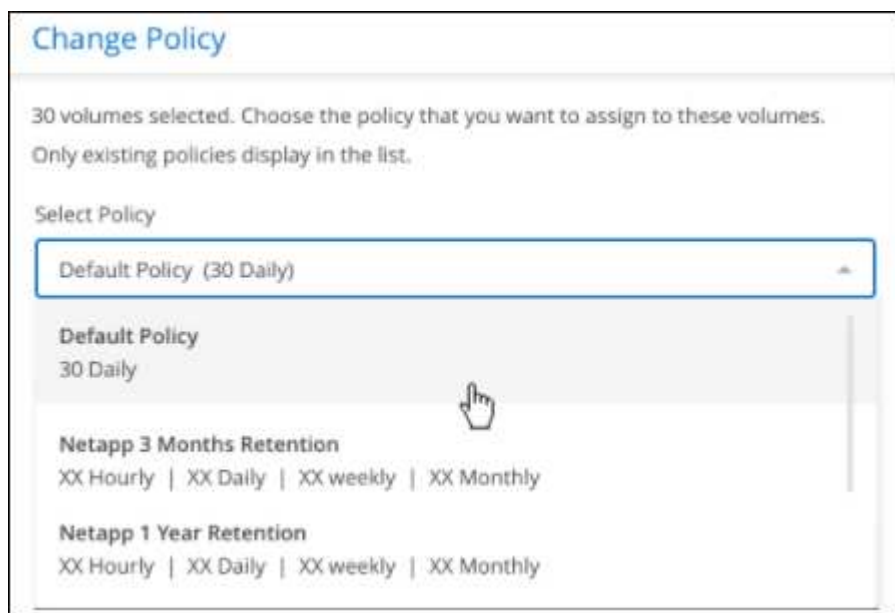 Change Policy
30 volumes selected. Choose the policy that you want to assign to these volumes.
Only existing policies display in the list.
Select Policy
Default Policy (30 Daily)
Default Policy
30 Daily
Netapp 3 Months Retention
XX Hourly | XX Daily | XX weekly | XX Monthly
Netapp 1 Year Retention
XX Hourly | XX Daily | XX weekly | XX Monthly